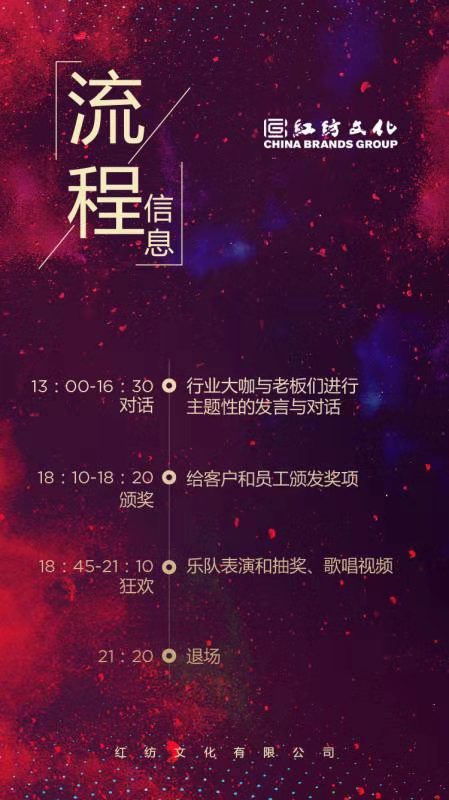 流程
信息
紅紡文化
CHINA BRANDS GROUP
13：00-16：30
对话
行业大咖与老板们进行
主题性的发言与对话
18：10-18：20
颁奖
给客户和员工颁发奖项
18：45-21：10
狂欢
乐队表演和抽奖、歌唱视频
21：20
退场
红纺文化有限公司